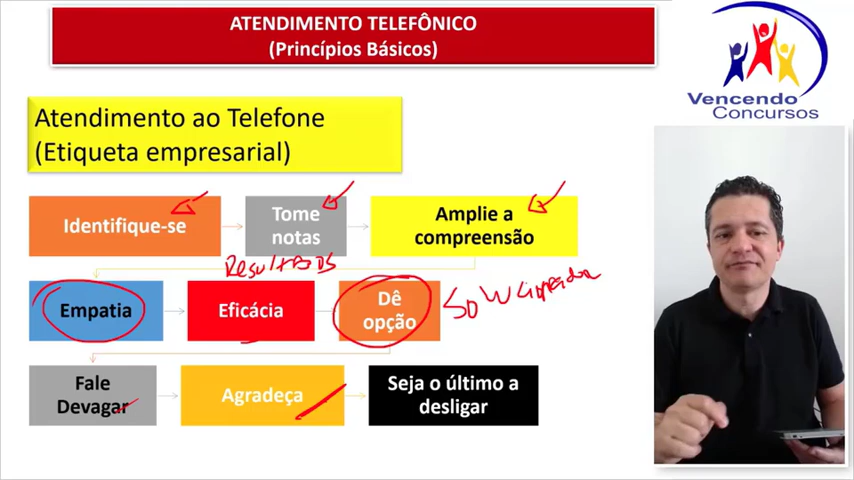 ATENDIMENTO TELEFÔNICO
(Princípios Básicos)
Vencendo
Concursos
Atendimento ao Telefone
(Etiqueta empresarial)
Identifique-se
Tome
notas
Amplie a
compreensão
Resultados
Empatia
Eficácia
Dê
opção
Fale
Devagar
Agradeça
Seja o último a
desligar